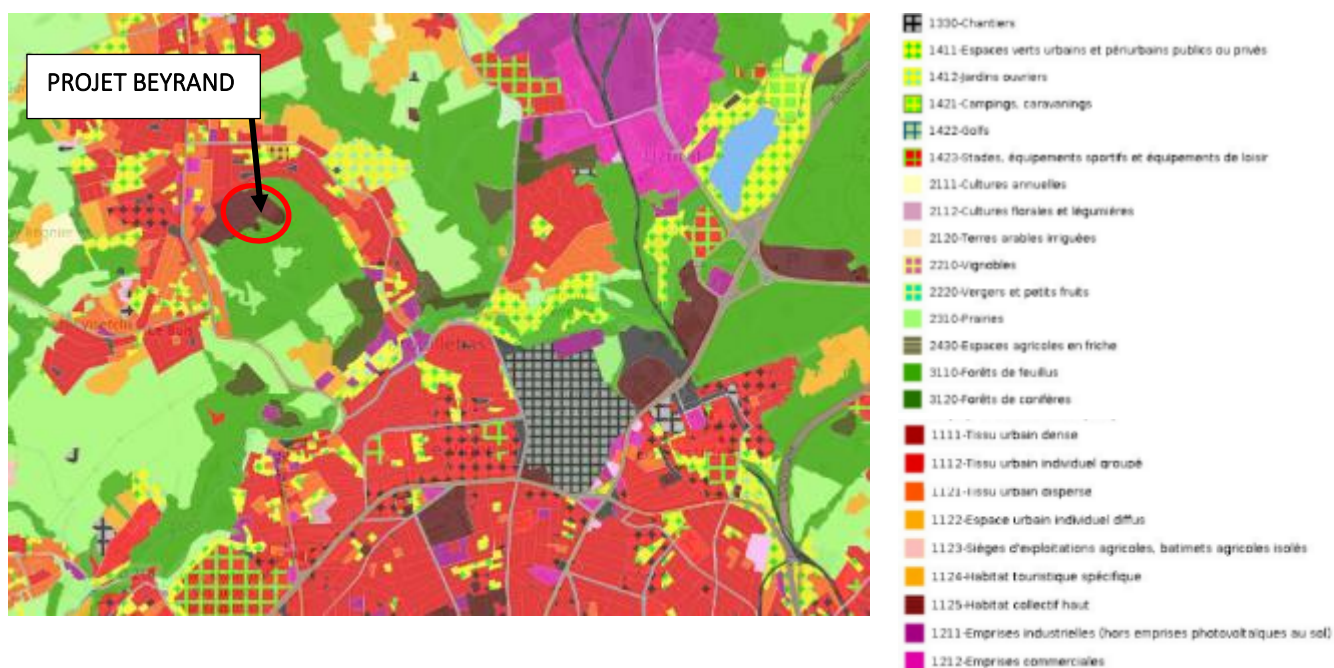 PROJET BEYRAND
1330-Chantiers
1411-Espaces verts urbains et périurbains publics ou privés
1412-Jardins ouvriers
1421-Campings, caravanings
1422-Golfs
1423-Stades, équipements sportifs et équipements de loisir
2111-Cultures annuelles
2112-Cultures florales et légumières
2120-Terres arables irriguées
2210-Vignobles
2220-Vergers et petits fruits
2310-Prairies
2430-Espaces agricoles en friche
3110-Forêts de feuillus
3120-Forêts de conifères
1111-Tissu urbain dense
1112-Tissu urbain individuel groupé
1121-Tissu urbain disperse
1122-Espace urbain individuel diffus
1123-Sièges d'exploitations agricoles, batimets agricoles isolés
1124-Habitat touristique spécifique
1125-Habitat collectif haut
1211-Emprises industrielles (hors emprises photovoltaïques au sol)
1212-Emprises commerciales